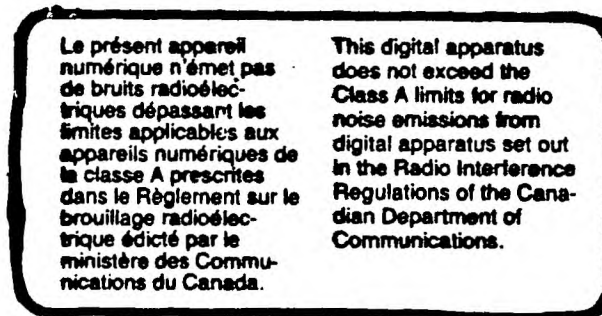 Le présent appareil
numérique n'émet pas
de bruits radioélec-
triques dépassant les
limites applicables aux
appareils numériques de
la classe A prescrites
dans le Règlement sur le
brouillage radioélec-
trique édicté par le
ministère des Commu-
nications du Canada.
This digital apparatus
does not exceed the
Class A limits for radio
noise emissions from
digital apparatus set out
in the Radio Interference
Regulations of the Cana-
dian Department of
Communications.